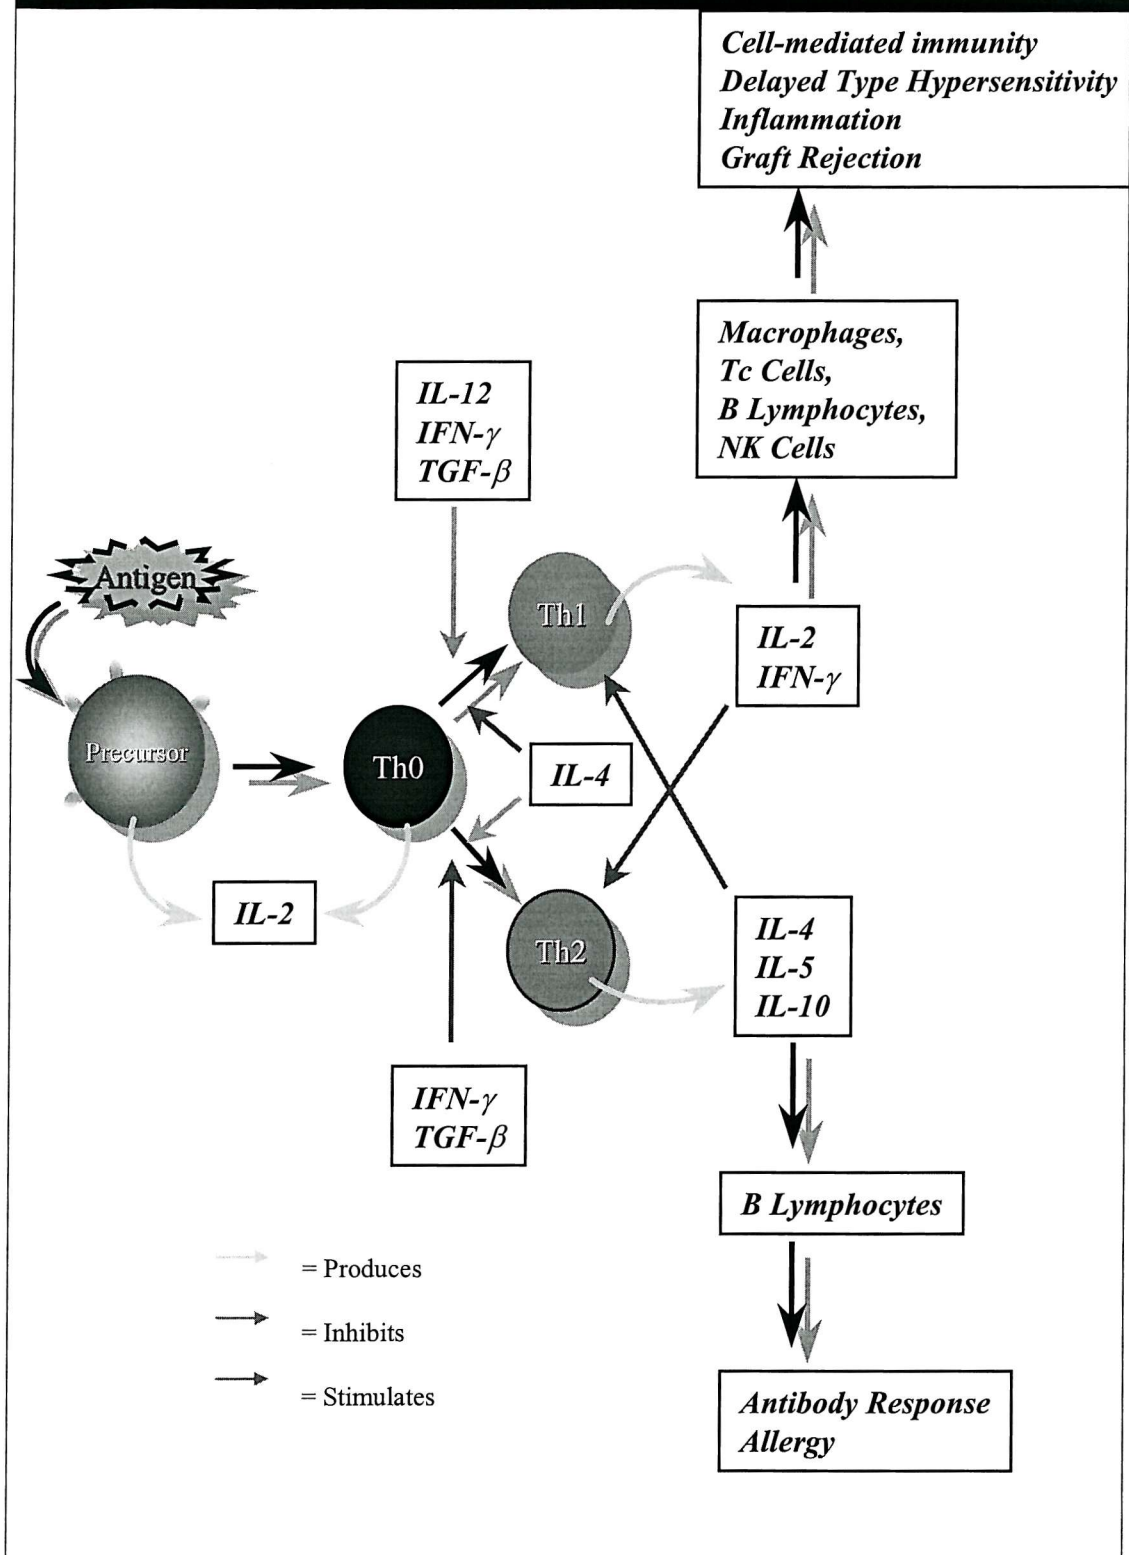 Cell-mediated immunity
Delayed Type Hypersensitivity
Inflammation
Graft Rejection
Macrophages,
Tc Cells,
B Lymphocytes,
NK Cells
IL-12
IFN-γ
TGF-β
Antigen
Th1
IL-2
IFN-γ
Precursor
Th0
IL-4
IL-2
Th2
IL-4
IL-5
IL-10
IFN-γ
TGF-β
B Lymphocytes
= Produces
= Inhibits
= Stimulates
Antibody Response
Allergy